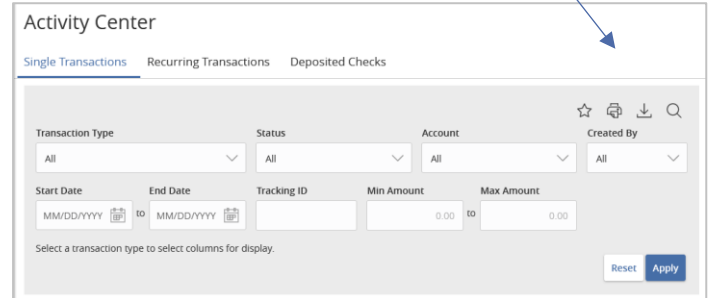 Activity Center
Single Transactions Recurring Transactions Deposited Checks
Transaction Type Status Account Created By
All All All All
Start Date End Date Tracking ID Min Amount Max Amount
MM/DD/YYYY to MM/DD/YYYY 0.00 to 0.00
Select a transaction type to select columns for display.
Reset Apply